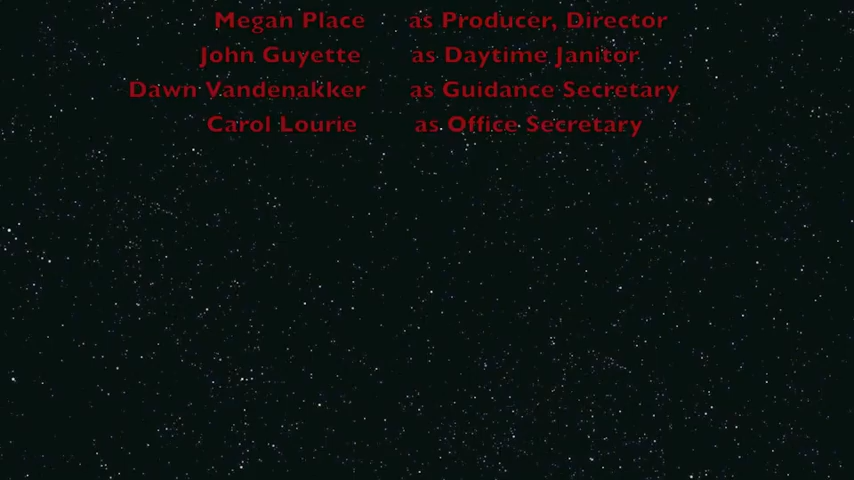 Megan Place as Producer, Director
John Guyette as Daytime Janitor
Dawn Vandenakker as Guidance Secretary
Carol Lourie as Office Secretary